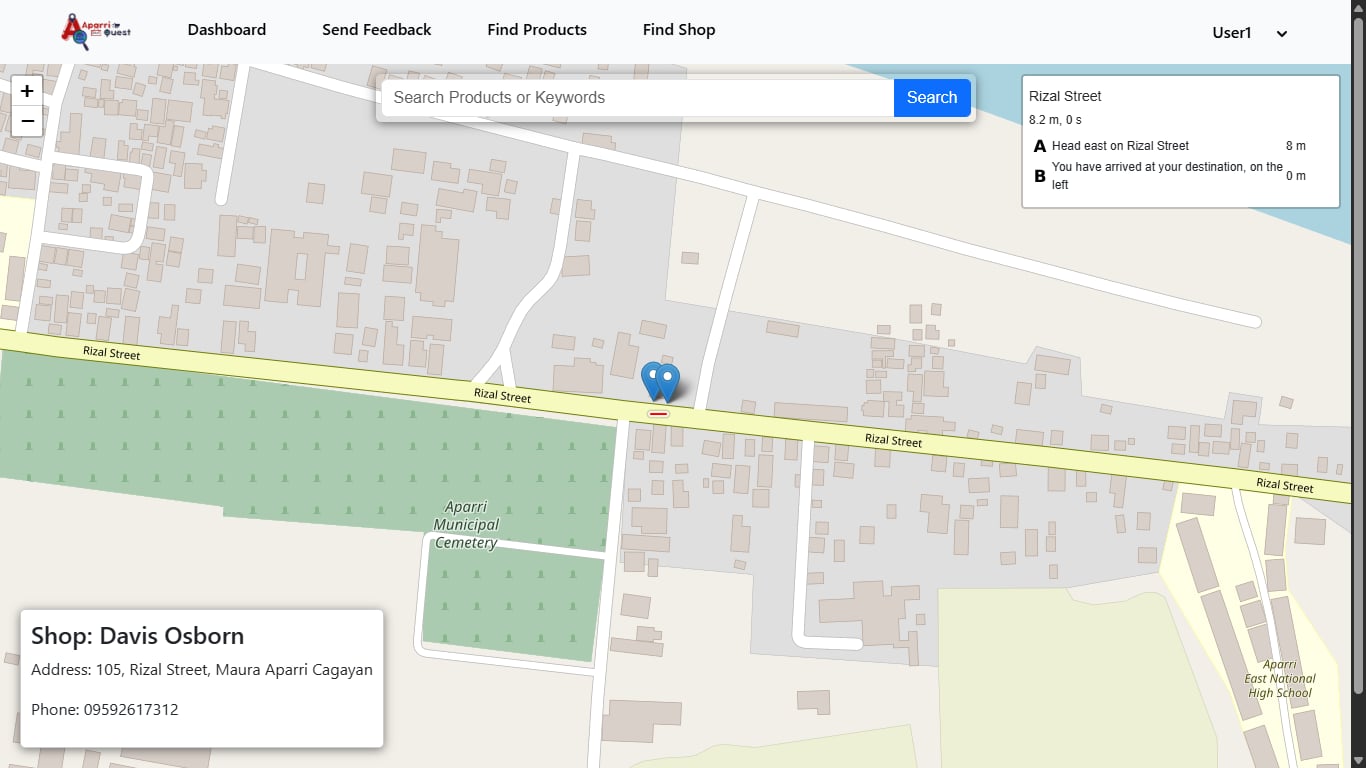 Aparri
Quest
Dashboard
Send Feedback
Find Products
Find Shop
User1
+
−
Search Products or Keywords
Search
Rizal Street
8.2 m, 0 s
A Head east on Rizal Street 8 m
B You have arrived at your destination, on the left 0 m
Rizal Street
Rizal Street
Rizal Street
Rizal Street
Aparri
Municipal
Cemetery
Aparri
East National
High School
Shop: Davis Osborn
Address: 105, Rizal Street, Maura Aparri Cagayan
Phone: 09592617312